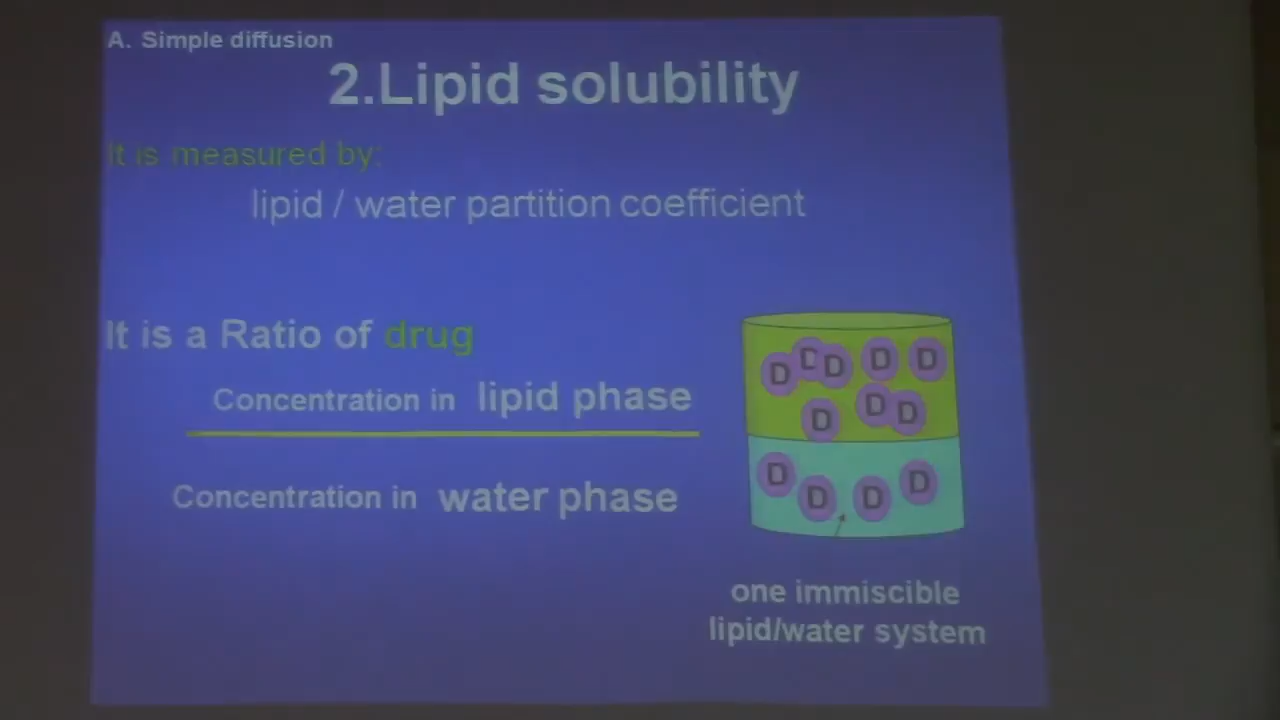 A. Simple diffusion
2.Lipid solubility
It is measured by:
lipid / water partition coefficient
It is a Ratio of drug
Concentration in lipid phase
Concentration in water phase
D D D D D
D D D
D D D D
one immiscible
lipid/water system